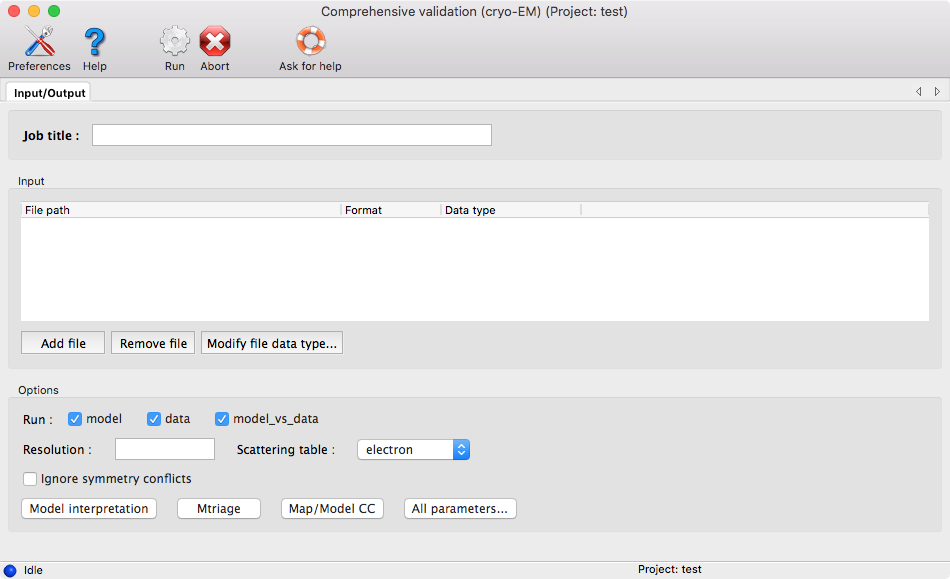 Comprehensive validation (cryo-EM) (Project: test)
Preferences Help Run Abort Ask for help
Input/Output
Job title :
Input
File path Format Data type
Add file Remove file Modify file data type...
Options
Run : model data model_vs_data
Resolution : Scattering table : electron
Ignore symmetry conflicts
Model interpretation Mtriage Map/Model CC All parameters...
Idle Project: test